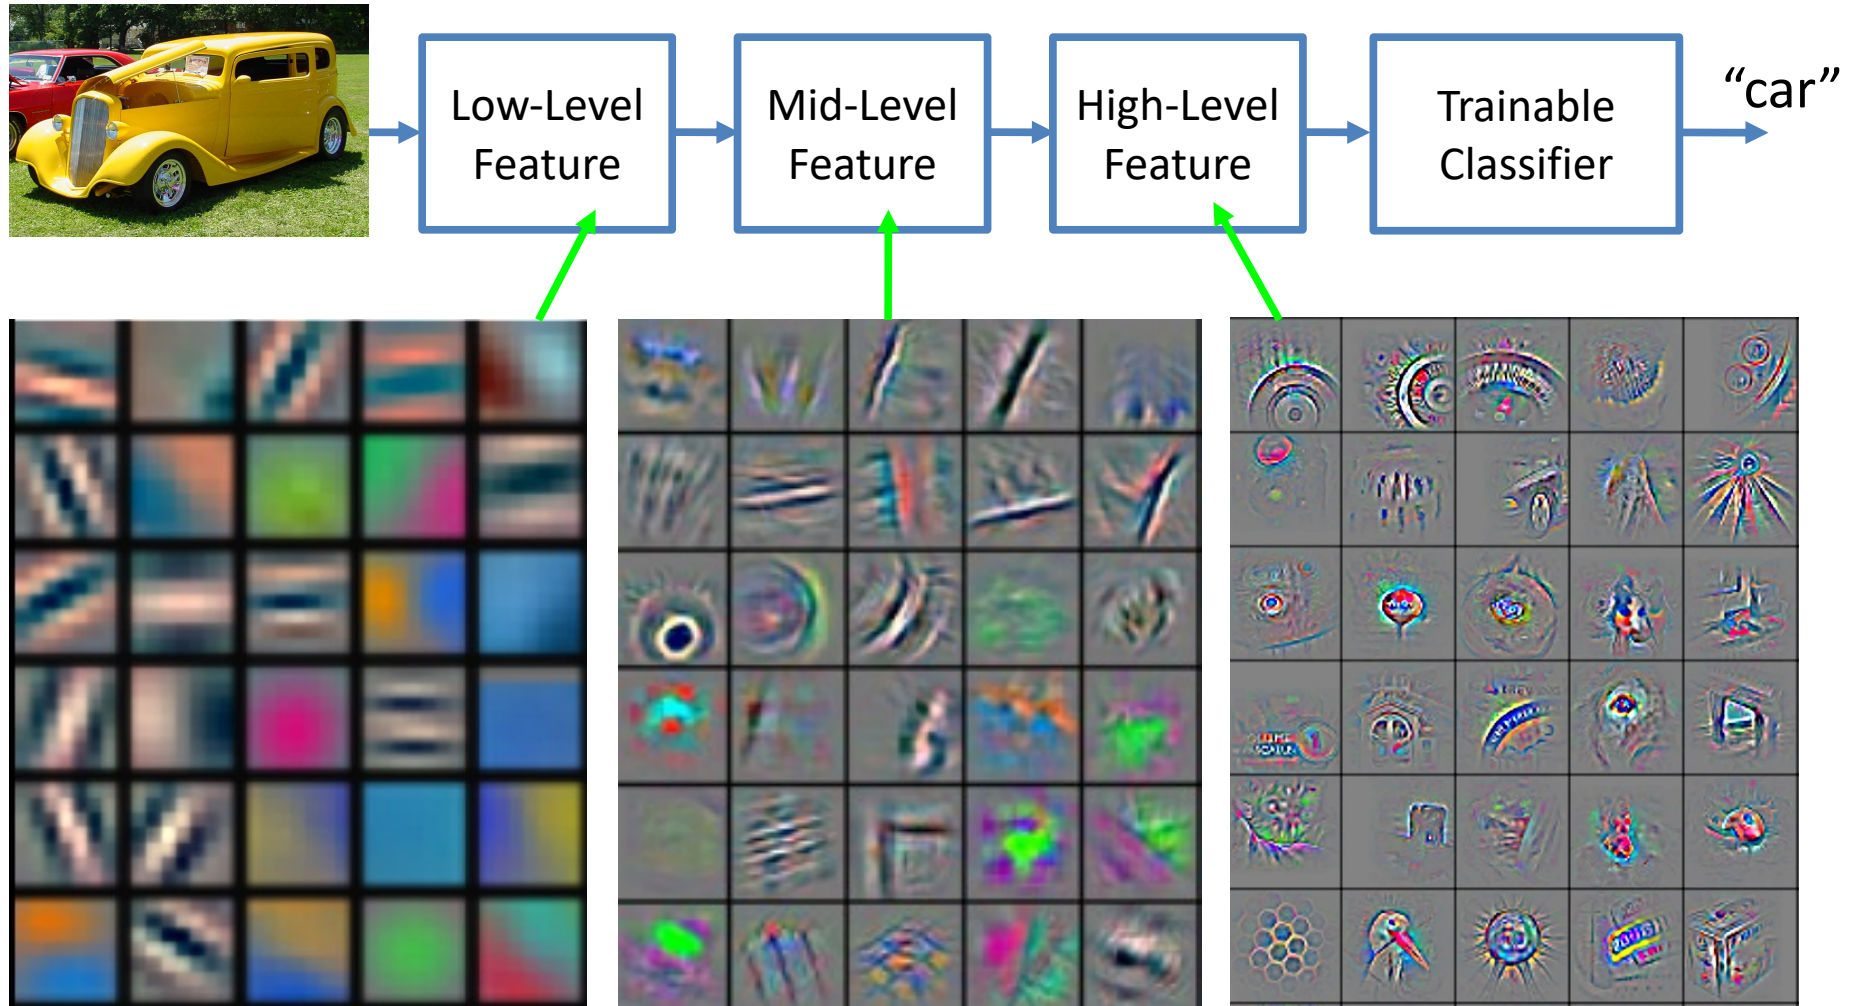 Low-Level
Feature
Mid-Level
Feature
High-Level
Feature
Trainable
Classifier
“car”